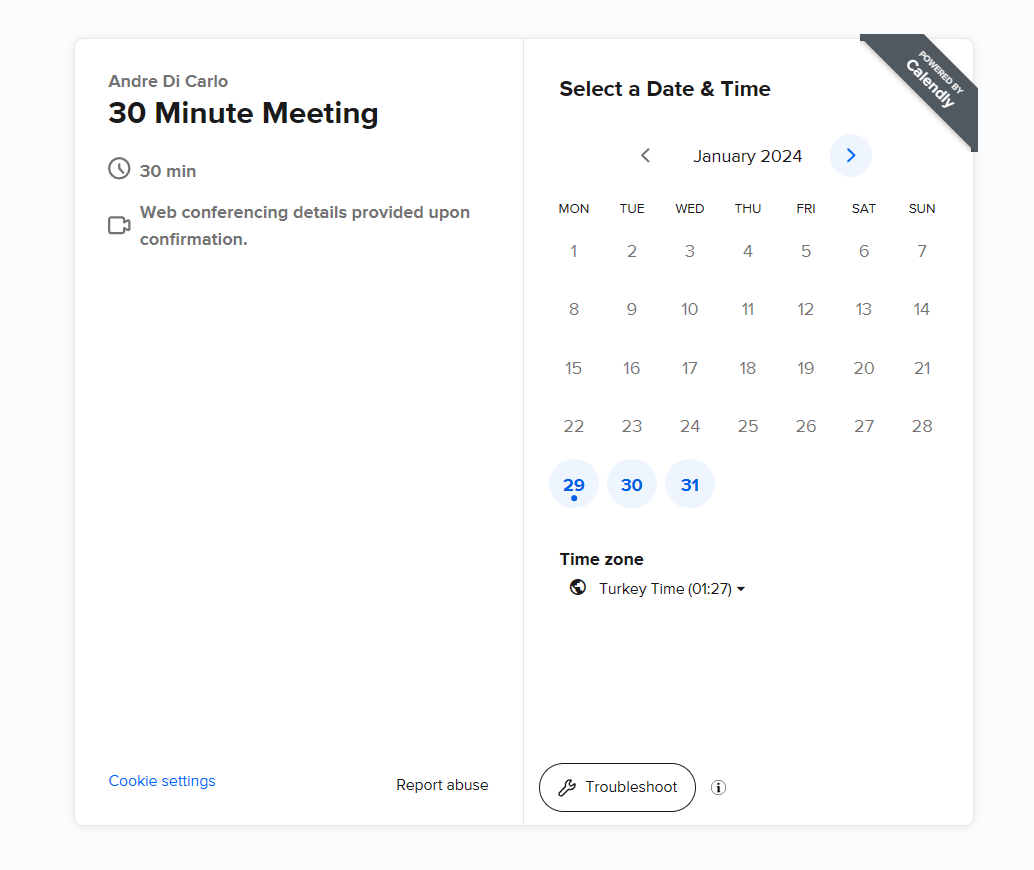 Andre Di Carlo
30 Minute Meeting
30 min
Web conferencing details provided upon
confirmation.
Cookie settings
Report abuse
POWERED BY
Calendly
Select a Date & Time
January 2024
MON TUE WED THU FRI SAT SUN
1 2 3 4 5 6 7
8 9 10 11 12 13 14
15 16 17 18 19 20 21
22 23 24 25 26 27 28
29 30 31
Time zone
Turkey Time (01:27)
Troubleshoot